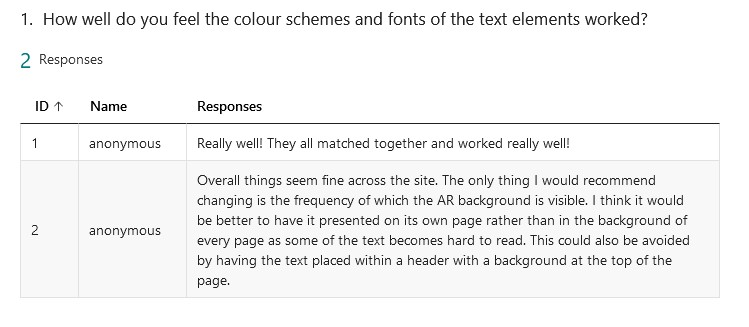 1. How well do you feel the colour schemes and fonts of the text elements worked?
2 Responses
ID ↑ Name Responses
1 anonymous Really well! They all matched together and worked really well!
Overall things seem fine across the site. The only thing I would recommend
changing is the frequency of which the AR background is visible. I think it would
be better to have it presented on its own page rather than in the background of
2 anonymous every page as some of the text becomes hard to read. This could also be avoided
by having the text placed within a header with a background at the top of the
page.